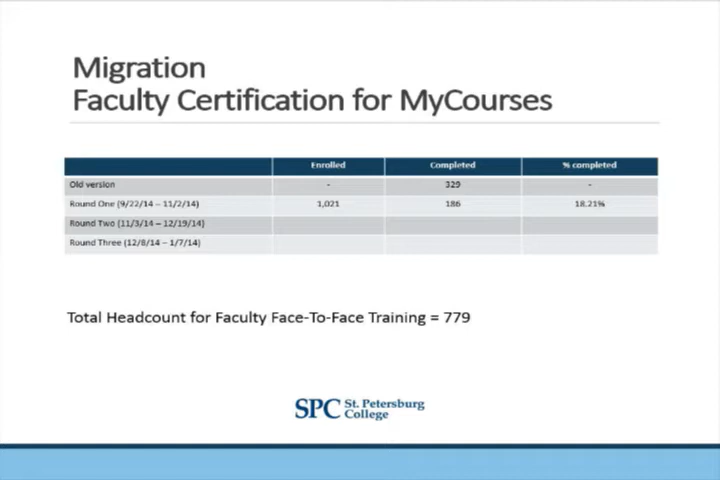 Migration
Faculty Certification for MyCourses
Enrolled Completed % completed
Old version - 329 -
Round One (9/22/14 – 11/2/14) 1,021 186 18.21%
Round Two (11/3/14 – 12/19/14)
Round Three (12/8/14 – 1/7/14)
Total Headcount for Faculty Face-To-Face Training = 779
SPC St. Petersburg
College